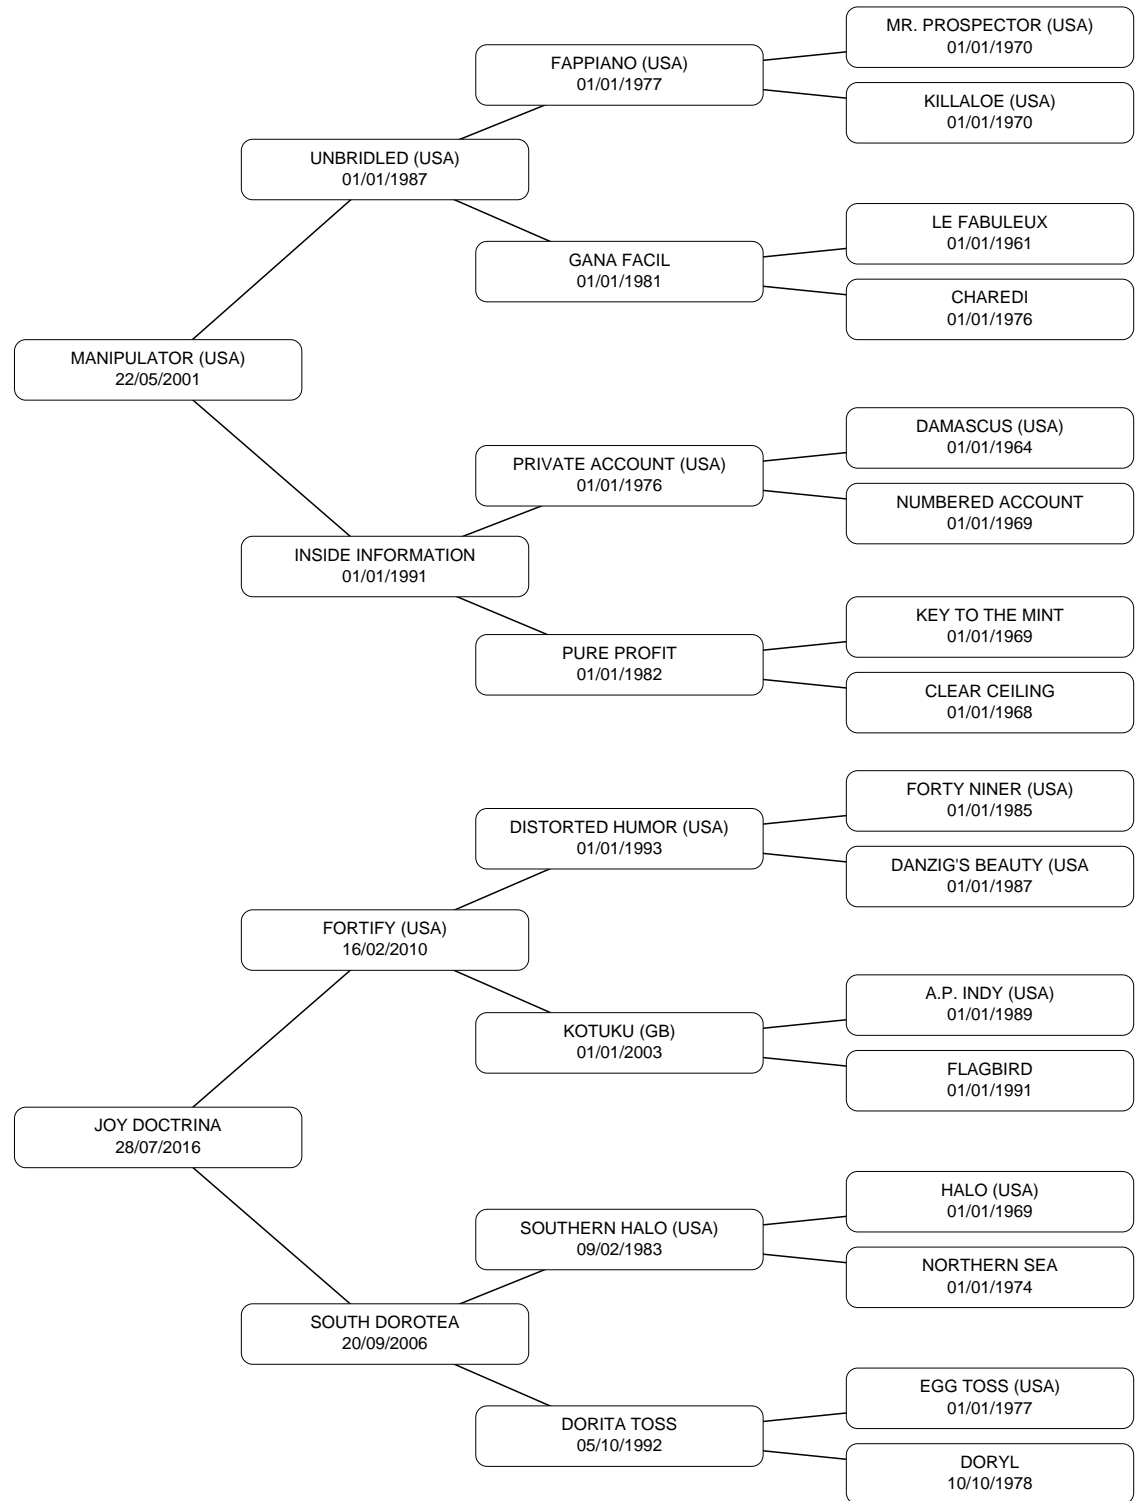 MR. PROSPECTOR (USA)
01/01/1970
FAPPIANO (USA)
01/01/1977
KILLALOE (USA)
01/01/1970
UNBRIDLED (USA)
01/01/1987
LE FABULEUX
01/01/1961
GANA FACIL
01/01/1981
CHAREDI
01/01/1976
MANIPULATOR (USA)
22/05/2001
DAMASCUS (USA)
01/01/1964
PRIVATE ACCOUNT (USA)
01/01/1976
NUMBERED ACCOUNT
01/01/1969
INSIDE INFORMATION
01/01/1991
KEY TO THE MINT
01/01/1969
PURE PROFIT
01/01/1982
CLEAR CEILING
01/01/1968
FORTY NINER (USA)
01/01/1985
DISTORTED HUMOR (USA)
01/01/1993
DANZIG'S BEAUTY (USA
01/01/1987
FORTIFY (USA)
16/02/2010
A.P. INDY (USA)
01/01/1989
KOTUKU (GB)
01/01/2003
FLAGBIRD
01/01/1991
JOY DOCTRINA
28/07/2016
HALO (USA)
01/01/1969
SOUTHERN HALO (USA)
09/02/1983
NORTHERN SEA
01/01/1974
SOUTH DOROTEA
20/09/2006
EGG TOSS (USA)
01/01/1977
DORITA TOSS
05/10/1992
DORYL
10/10/1978